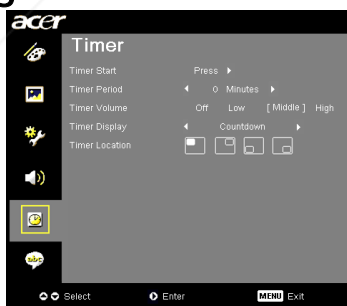 acer
Timer
Timer Start Press
Timer Period 0 Minutes
Timer Volume Off Low [ Middle ] High
Timer Display Countdown
Timer Location
abc
Select Enter MENU Exit